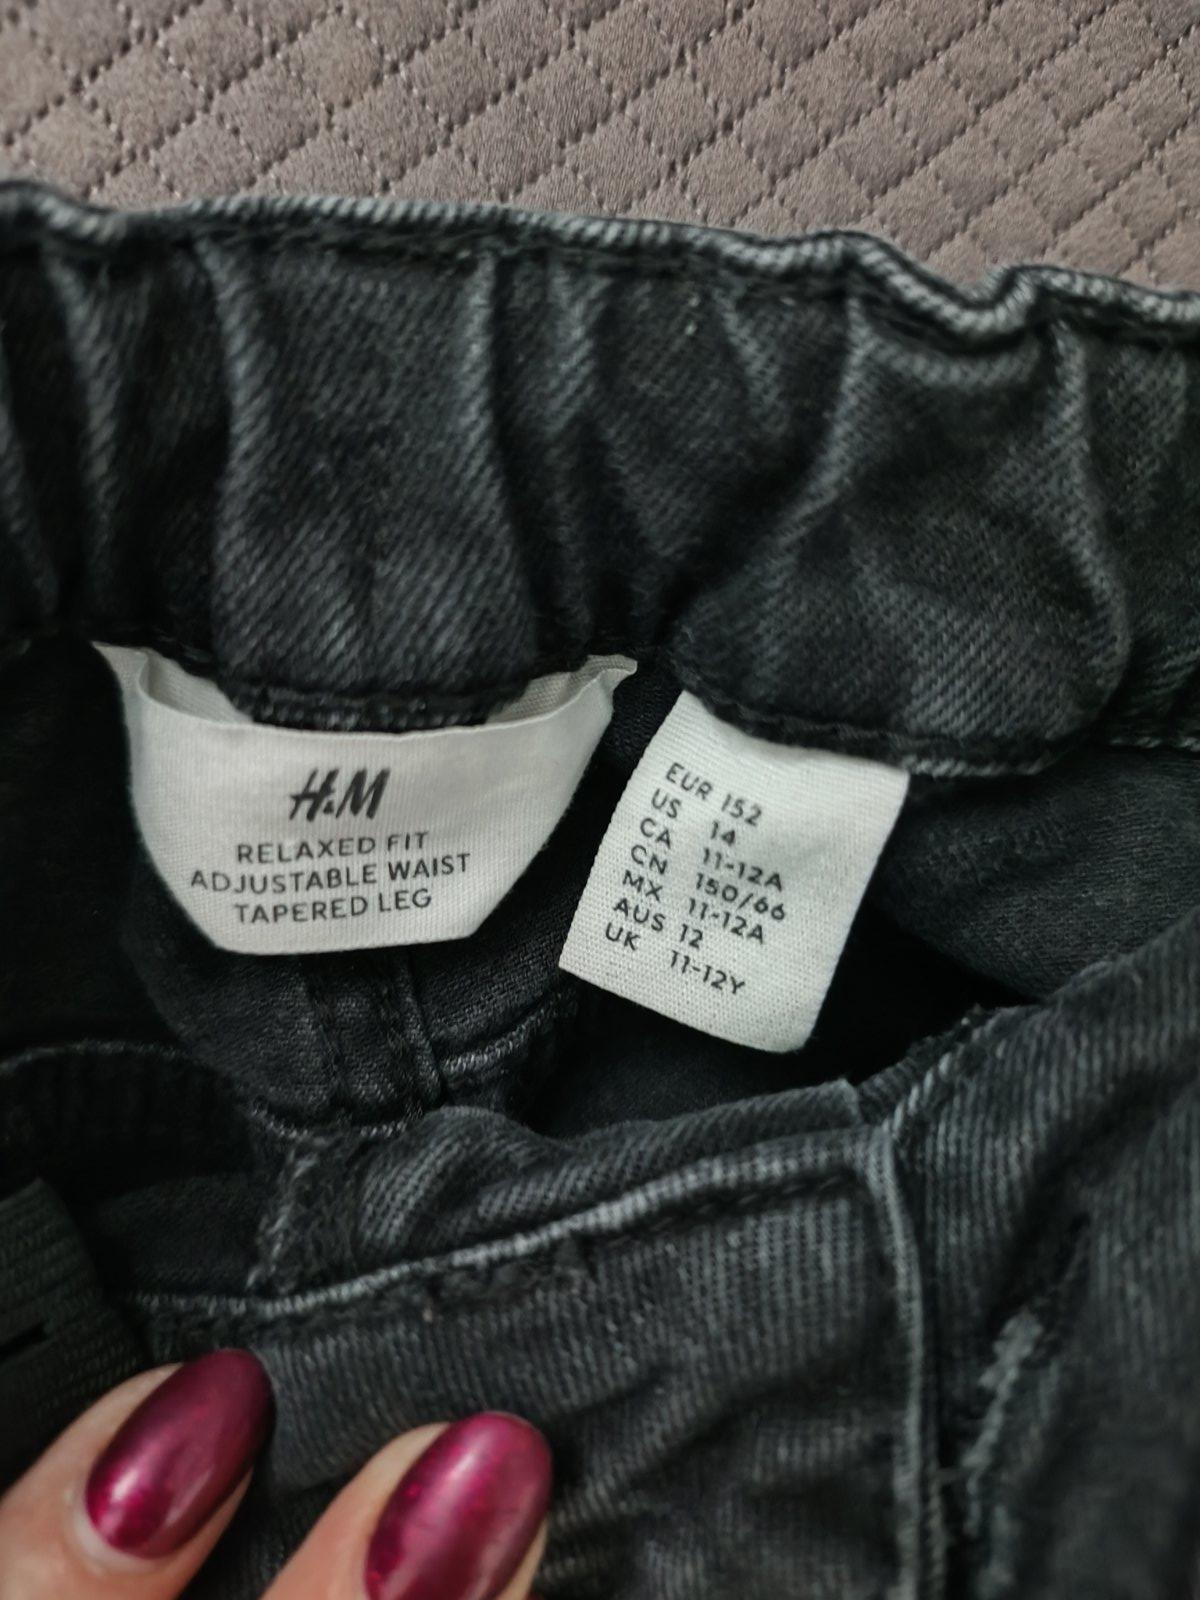 H&M
RELAXED FIT
ADJUSTABLE WAIST
TAPERED LEG
EUR 152
US 14
CA 11-12A
CN 150/66
MX 11-12A
AUS 12
UK 11-12Y